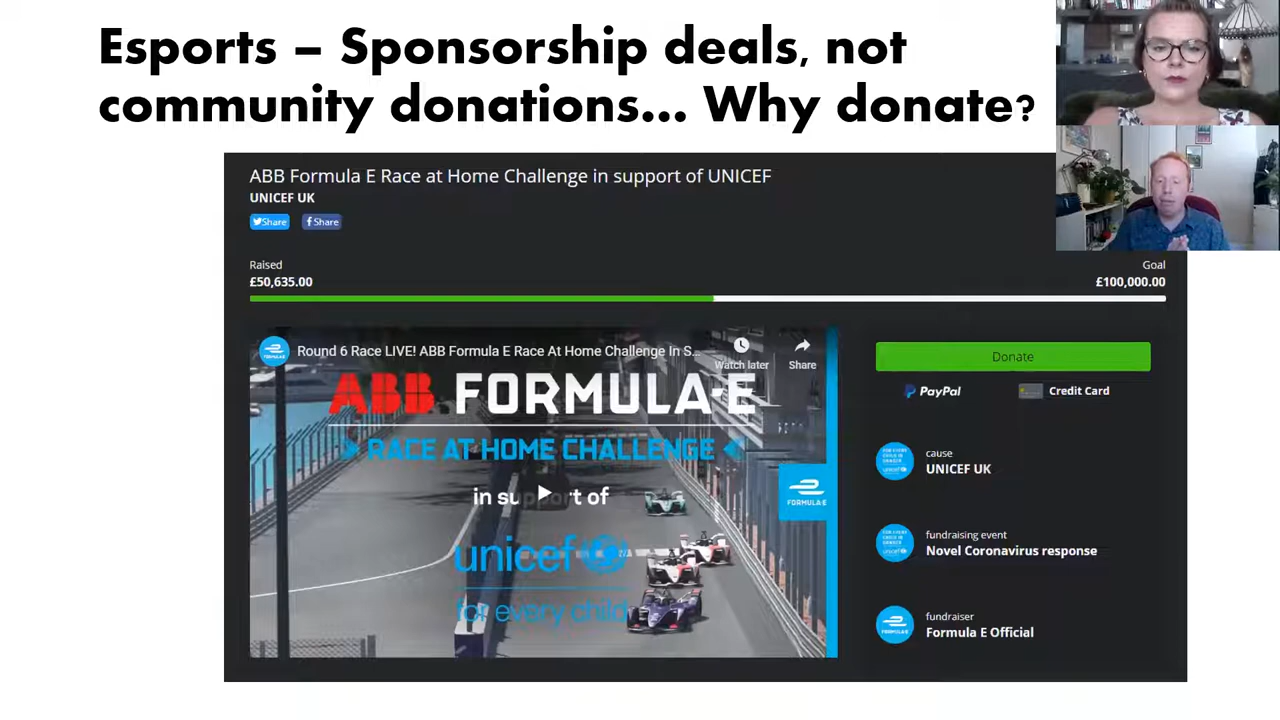 Esports – Sponsorship deals, not
community donations... Why donate?
ABB Formula E Race at Home Challenge in support of UNICEF
UNICEF UK
Share
Share
Raised
£50,635.00
Goal
£100,000.00
Round 6 Race LIVE! ABB Formula E Race At Home Challenge In S...
Watch later
Share
ABB FORMULA-E
RACE AT HOME CHALLENGE
in support of
unicef
for every child
FORMULA-E
Donate
PayPal
Credit Card
cause
UNICEF UK
fundraising event
Novel Coronavirus response
fundraiser
Formula E Official